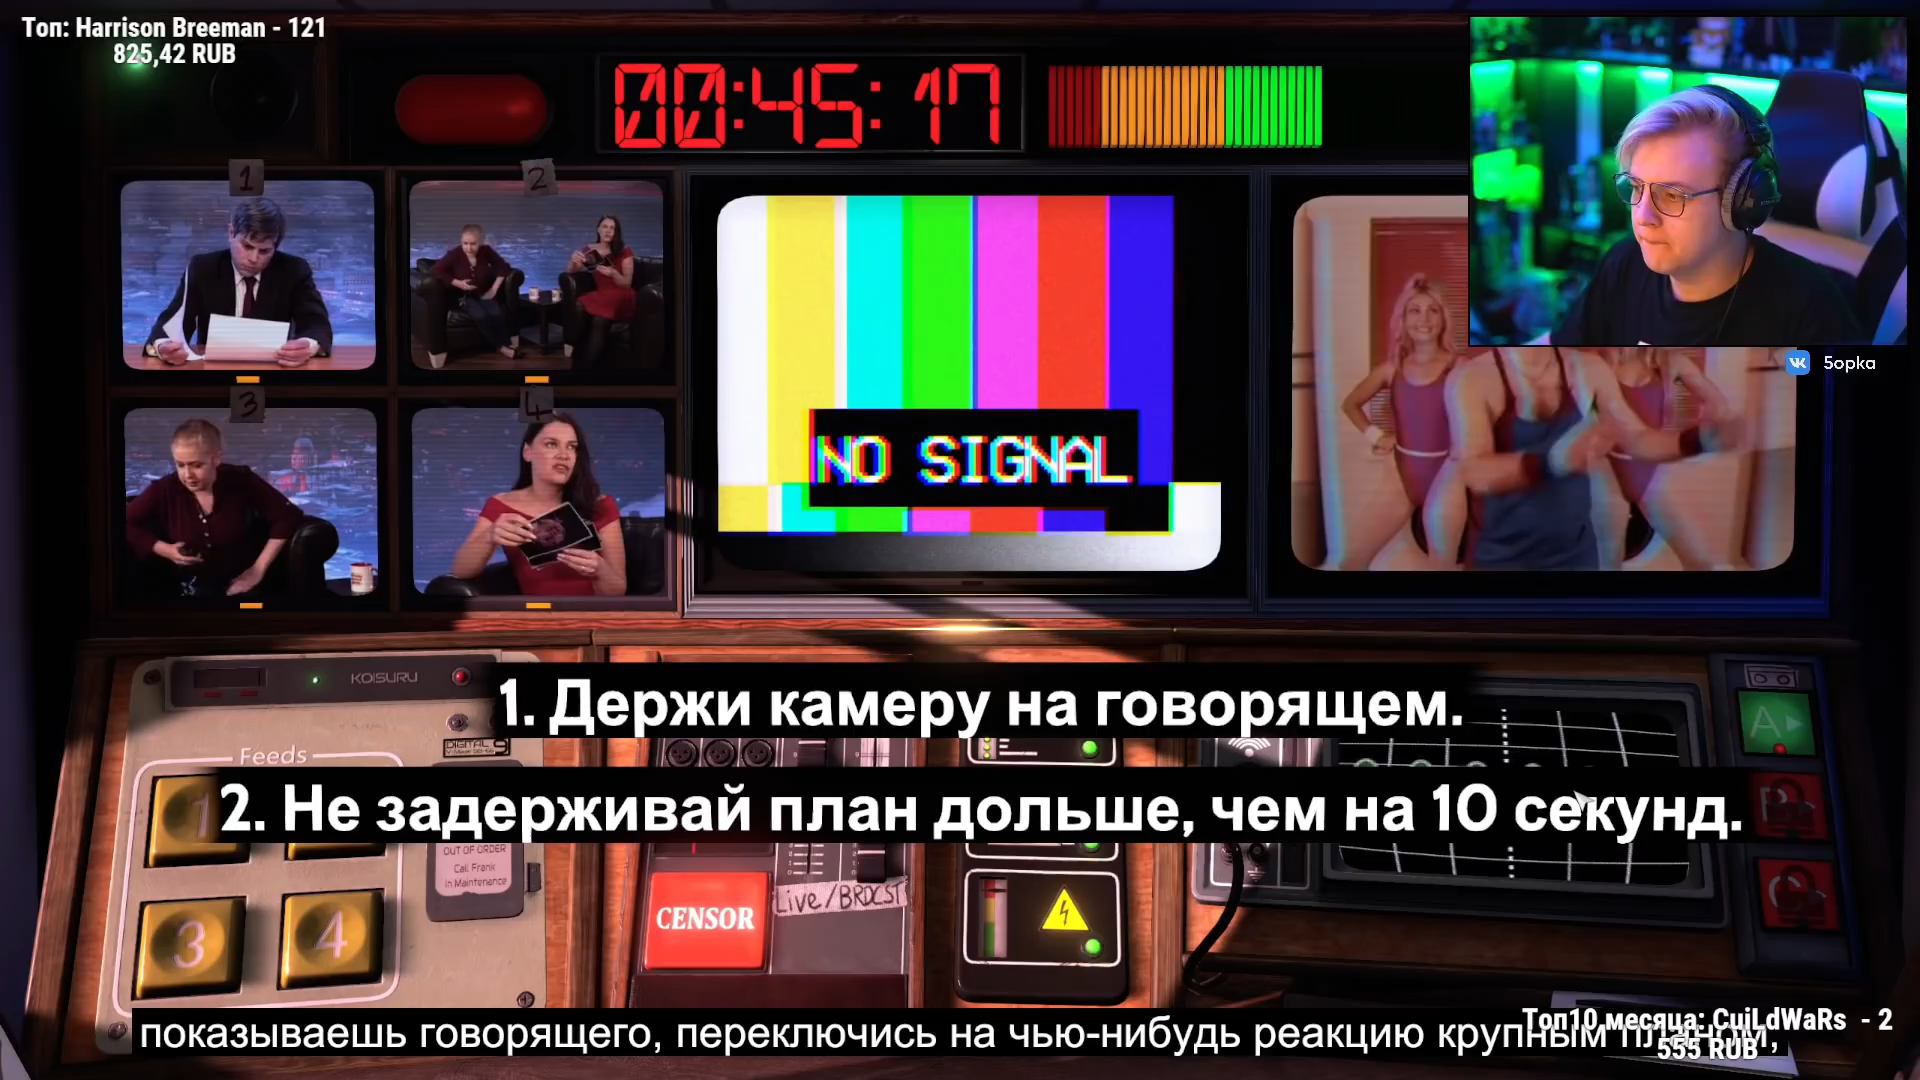 Топ: Harrison Breeman - 121
825,42 RUB
00:45:17
1
2
3
4
NO SIGNAL
5opka
KOISURU
1. Держи камеру на говорящем.
DIGITAL 9
Feeds
A
2. Не задерживай план дольше, чем на 10 секунд.
1
B
OUT OF ORDER
Call Frank
in Maintenance
Live/BRDCST
CENSOR
3
4
C
Топ10 месяца: CuiLdWaRs - 2
555 RUB
показываешь говорящего, переключись на чью-нибудь реакцию крупным планом,